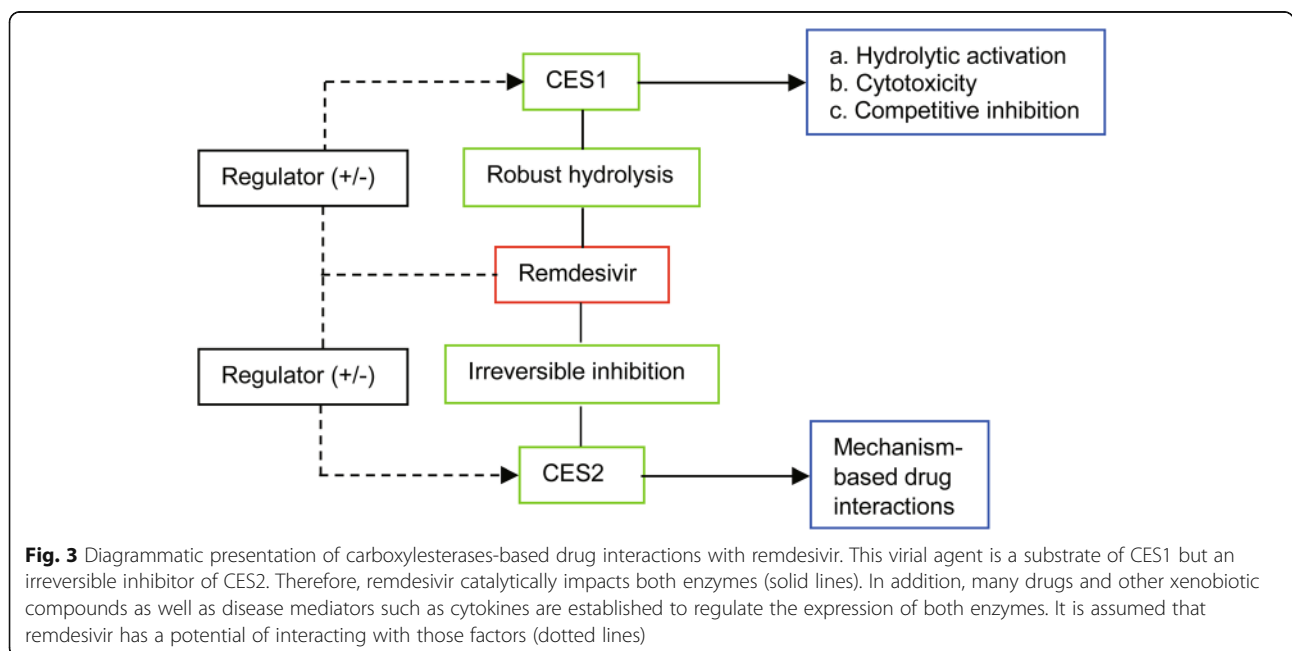 CES1
a. Hydrolytic activation
b. Cytotoxicity
c. Competitive inhibition
Regulator (+/-)
Robust hydrolysis
Remdesivir
Regulator (+/-)
Irreversible inhibition
CES2
Mechanism-
based drug
interactions
Fig. 3 Diagrammatic presentation of carboxylesterases-based drug interactions with remdesivir. This virial agent is a substrate of CES1 but an
irreversible inhibitor of CES2. Therefore, remdesivir catalytically impacts both enzymes (solid lines). In addition, many drugs and other xenobiotic
compounds as well as disease mediators such as cytokines are established to regulate the expression of both enzymes. It is assumed that
remdesivir has a potential of interacting with those factors (dotted lines)